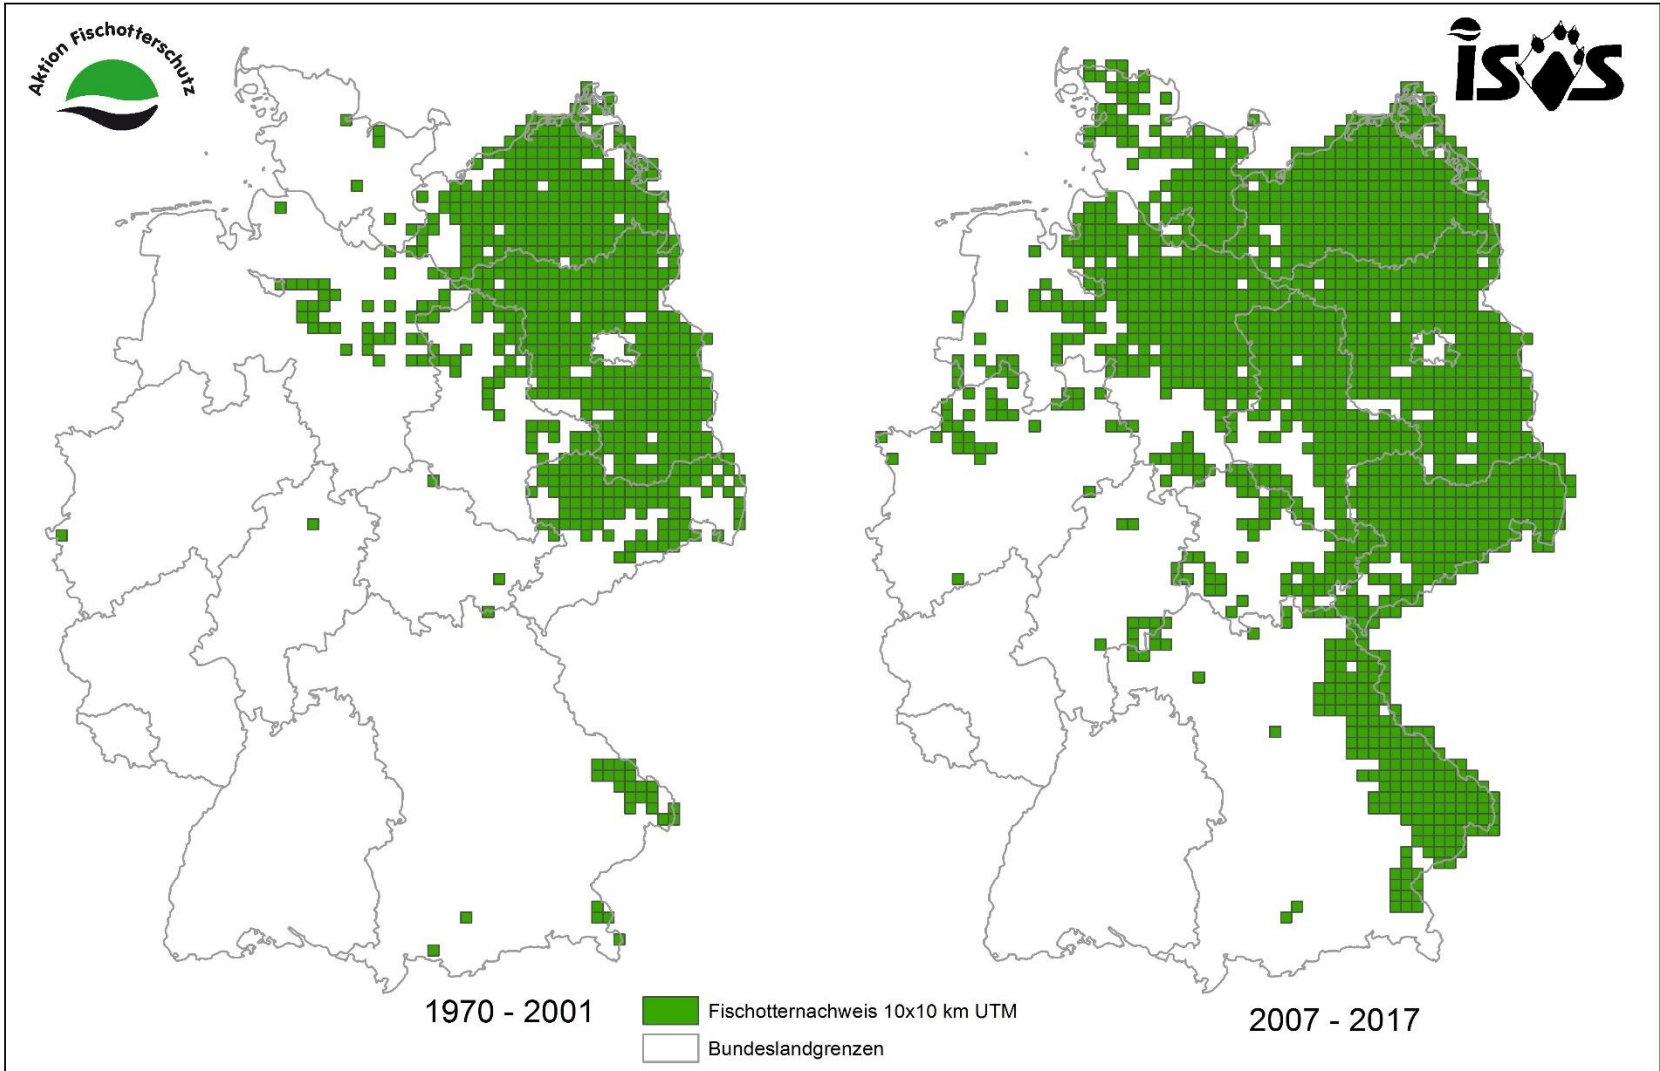 Aktion Fischotterschutz
iSOS
1970 - 2001
Fischotternachweis 10x10 km UTM
Bundeslandgrenzen
2007 - 2017